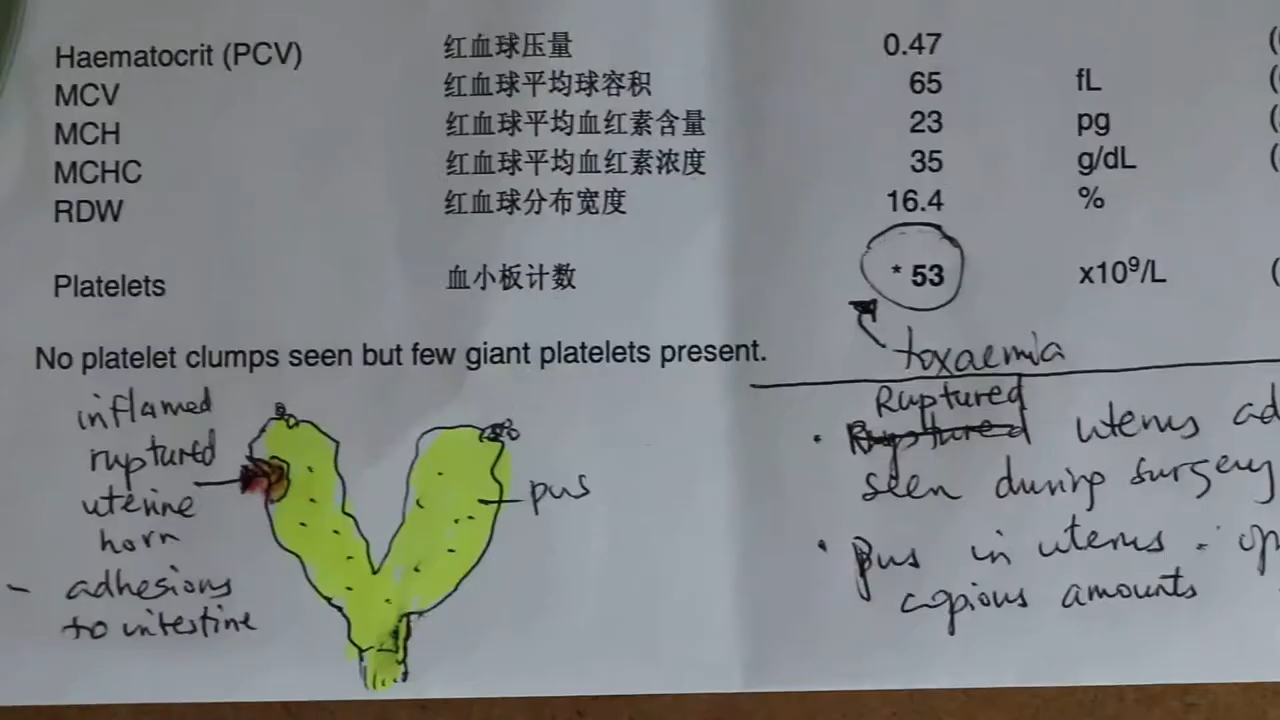 Haematocrit (PCV) 红血球压量 0.47 (
MCV 红血球平均球容积 65 fL (
MCH 红血球平均血红素含量 23 pg (
MCHC 红血球平均血红素浓度 35 g/dL (
RDW 红血球分布宽度 16.4 %
Platelets 血小板计数 * 53 x10⁹/L (
toxaemia
No platelet clumps seen but few giant platelets present.
inflamed
ruptured
uterine
horn
- adhesions
to intestine
pus
Ruptured
• Ruptured uterus ad
seen during surgery
• Pus in uterus -
copious amounts